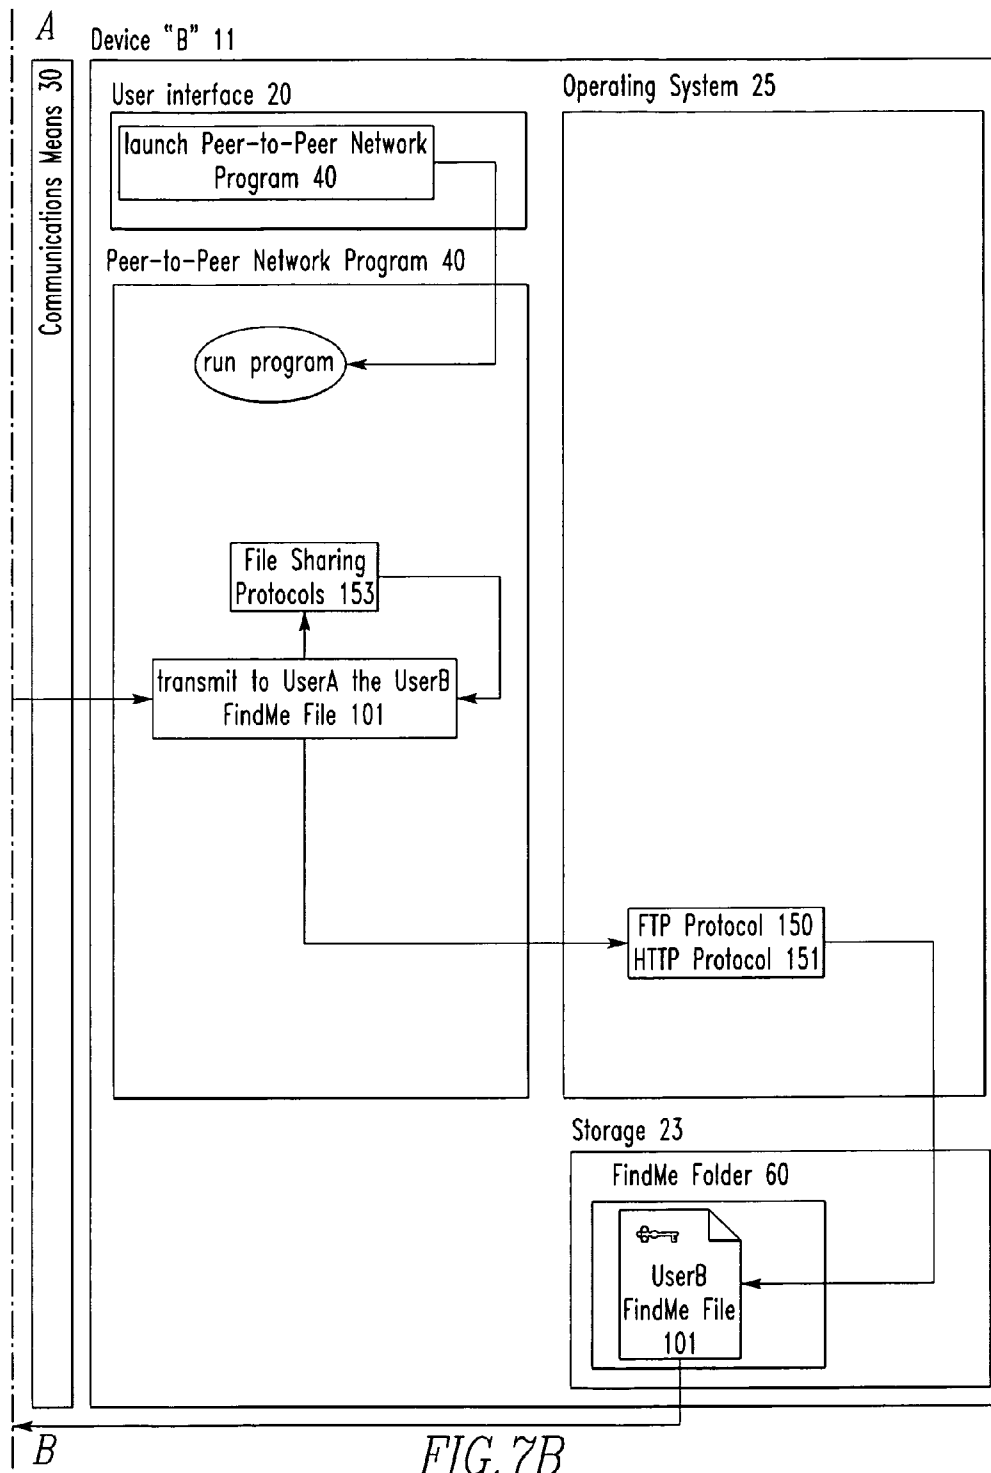 A
Device "B" 11
Communications Means 30
User interface 20
launch Peer-to-Peer Network
Program 40
Operating System 25
Peer-to-Peer Network Program 40
run program
File Sharing
Protocols 153
transmit to UserA the UserB
FindMe File 101
FTP Protocol 150
HTTP Protocol 151
Storage 23
FindMe Folder 60
UserB
FindMe File
101
B
FIG. 7B